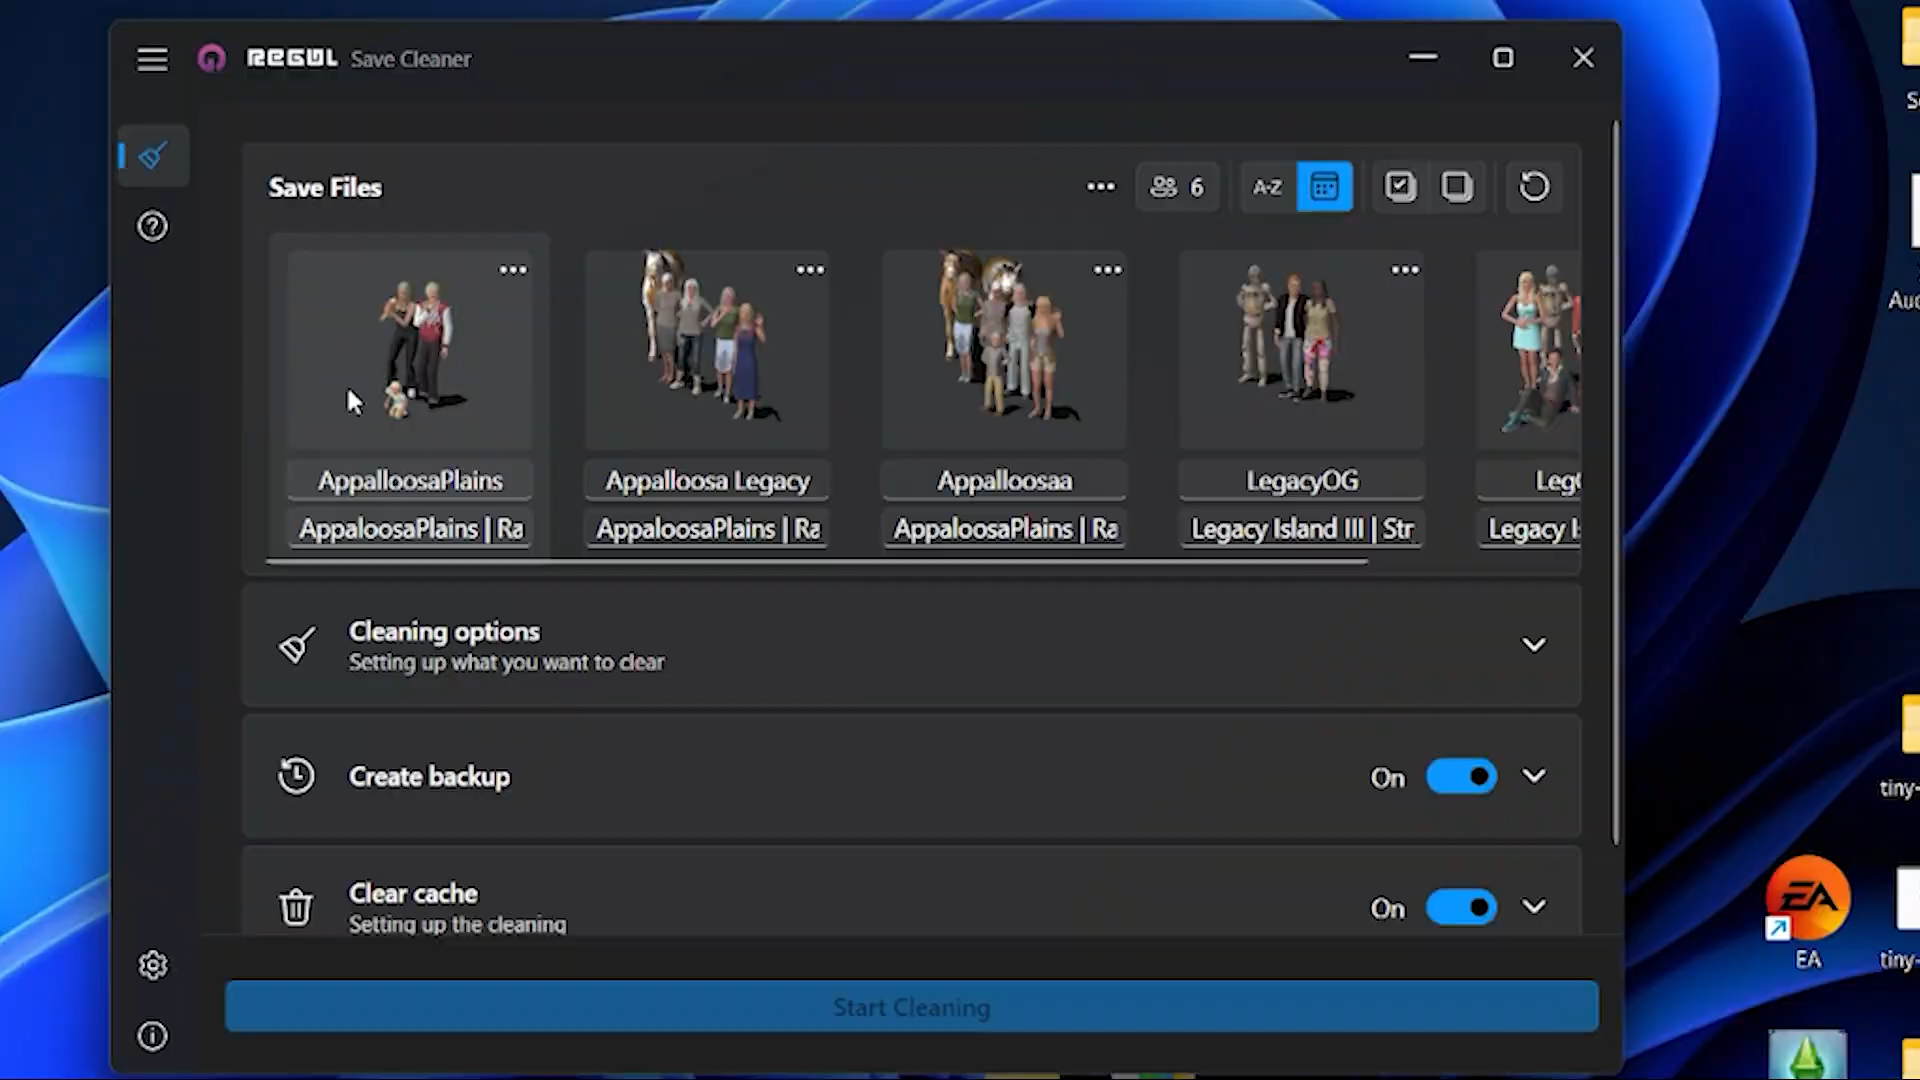 REGUL Save Cleaner
Save Files
6
A-Z
AppalloosaPlains
Appalloosa Legacy
Appalloosaa
LegacyOG
AppaloosaPlains | Ra
AppaloosaPlains | Ra
AppaloosaPlains | Ra
Legacy Island III | Str
Legacy
Cleaning options
Setting up what you want to clear
Create backup
On
Clear cache
Setting up the cleaning
On
Start Cleaning
EA
EA
tiny-
tiny-